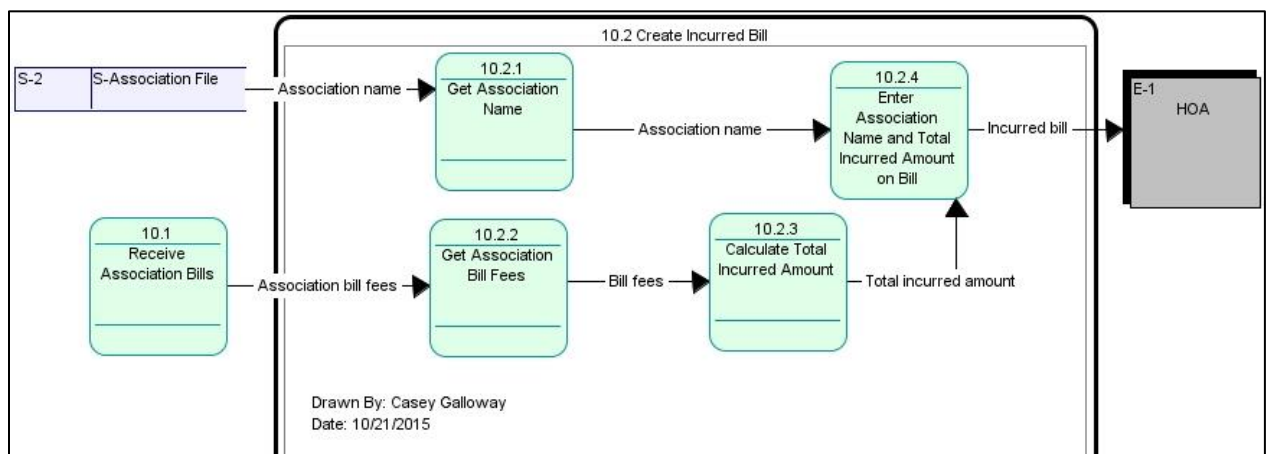 10.2 Create Incurred Bill
S-2
S-Association File
Association name
10.2.1
Get Association
Name
Association name
10.2.4
Enter
Association
Name and Total
Incurred Amount
on Bill
Incurred bill
E-1
HOA
10.1
Receive
Association Bills
Association bill fees
10.2.2
Get Association
Bill Fees
Bill fees
10.2.3
Calculate Total
Incurred Amount
Total incurred amount
Drawn By: Casey Galloway
Date: 10/21/2015